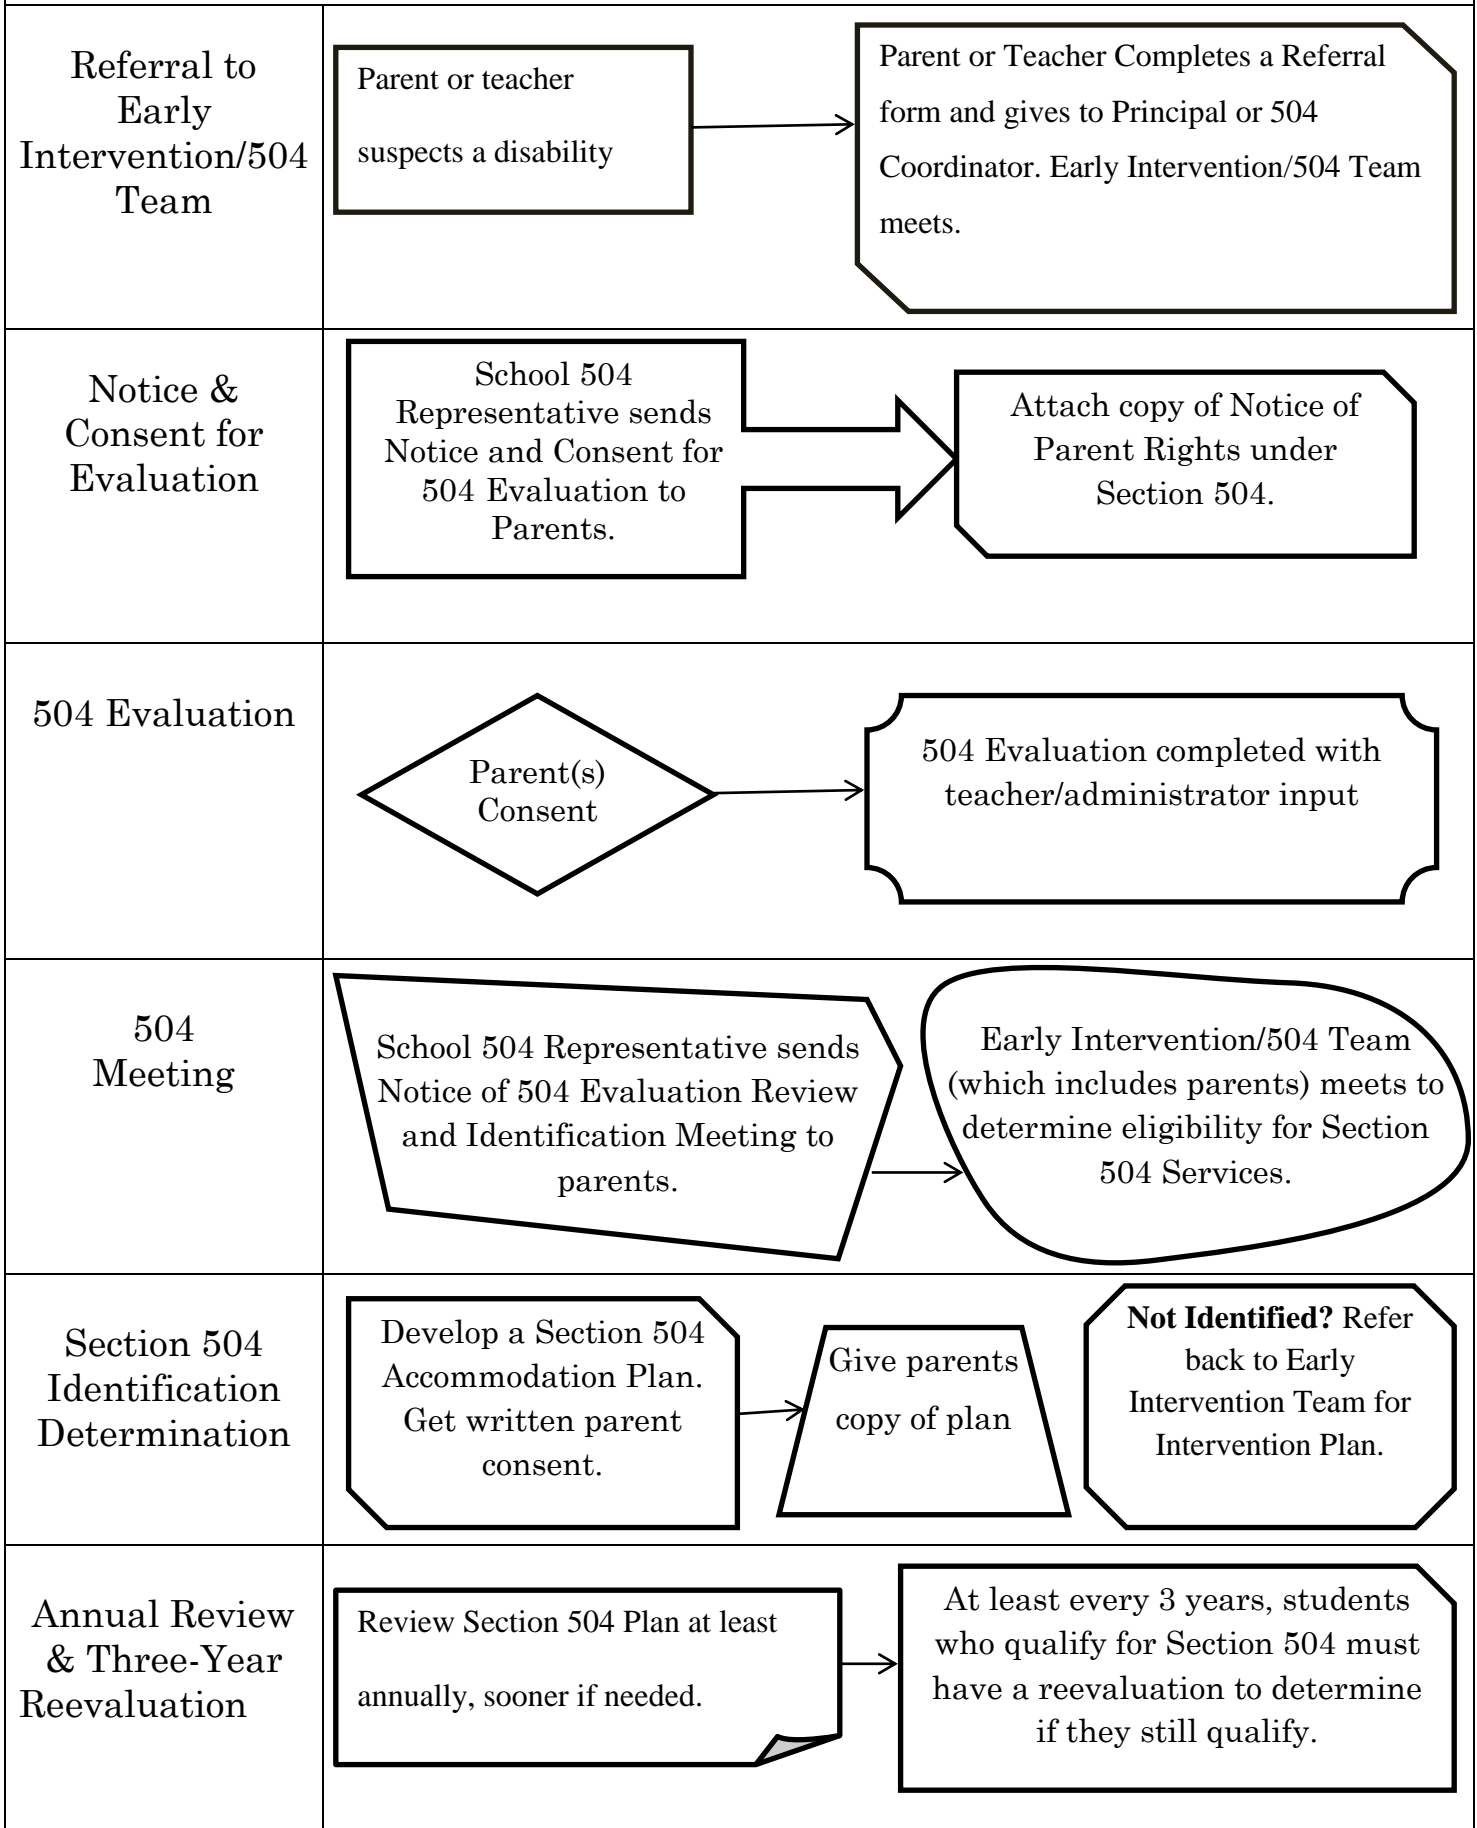 Referral to
Early
Intervention/504
Team
Parent or teacher
suspects a disability
Parent or Teacher Completes a Referral
form and gives to Principal or 504
Coordinator. Early Intervention/504 Team
meets.
Notice &
Consent for
Evaluation
School 504
Representative sends
Notice and Consent for
504 Evaluation to
Parents.
Attach copy of Notice of
Parent Rights under
Section 504.
504 Evaluation
Parent(s)
Consent
504 Evaluation completed with
teacher/administrator input
504
Meeting
School 504 Representative sends
Notice of 504 Evaluation Review
and Identification Meeting to
parents.
Early Intervention/504 Team
(which includes parents) meets to
determine eligibility for Section
504 Services.
Section 504
Identification
Determination
Develop a Section 504
Accommodation Plan.
Get written parent
consent.
Give parents
copy of plan
Not Identified? Refer
back to Early
Intervention Team for
Intervention Plan.
Annual Review
& Three-Year
Reevaluation
Review Section 504 Plan at least
annually, sooner if needed.
At least every 3 years, students
who qualify for Section 504 must
have a reevaluation to determine
if they still qualify.